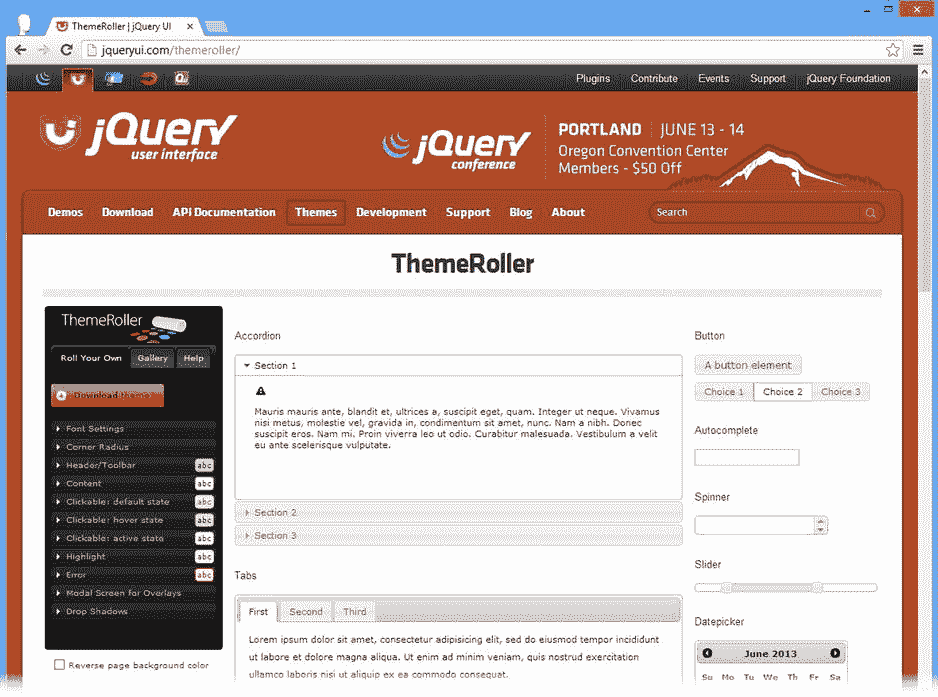 ThemeRoller | jQuery UI
jqueryui.com/themeroller/
Plugins Contribute Events Support jQuery Foundation
jQuery
user interface
jQuery
conference
PORTLAND JUNE 13 - 14
Oregon Convention Center
Members - $50 Off
Demos Download API Documentation Themes Development Support Blog About Search
ThemeRoller
ThemeRoller
Roll Your Own Gallery Help
Download theme
Font Settings
Corner Radius
Header/Toolbar abc
Content abc
Clickable: default state abc
Clickable: hover state abc
Clickable: active state abc
Highlight abc
Error abc
Modal Screen for Overlays
Drop Shadows
Reverse page background color
Accordion
Section 1
Mauris mauris ante, blandit et, ultrices a, suscipit eget, quam. Integer ut neque. Vivamus
nisi metus, molestie vel, gravida in, condimentum sit amet, nunc. Nam a nibh. Donec
suscipit eros. Nam mi. Proin viverra leo ut odio. Curabitur malesuada. Vestibulum a velit
eu ante scelerisque vulputate.
Section 2
Section 3
Tabs
First Second Third
Lorem ipsum dolor sit amet, consectetur adipisicing elit, sed do eiusmod tempor incididunt
ut labore et dolore magna aliqua. Ut enim ad minim veniam, quis nostrud exercitation
ullamco laboris nisi ut aliquip ex ea commodo consequat.
Button
A button element
Choice 1 Choice 2 Choice 3
Autocomplete
Spinner
Slider
Datepicker
June 2013
Su Mo Tu We Th Fr Sa